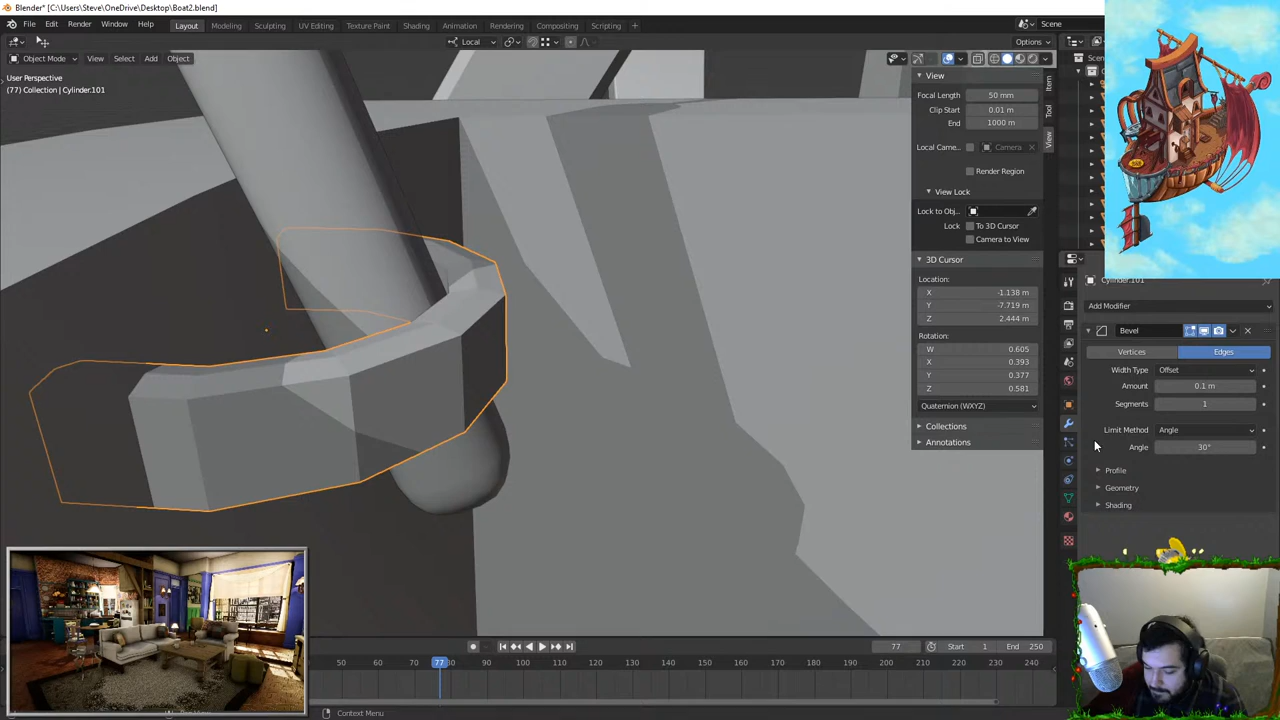 Blender* [C:\Users\Steve\OneDrive\Desktop\Boat2.blend]
File Edit Render Window Help Layout Modeling Sculpting UV Editing Texture Paint Shading Animation Rendering Compositing Scripting Scene
Local Options
Object Mode View Select Add Object
User Perspective
(77) Collection | Cylinder.101
View
Focal Length 50 mm
Clip Start 0.01 m
End 1000 m
Local Came... Camera
Render Region
View Lock
Lock to Obj...
Lock To 3D Cursor
Camera to View
3D Cursor
Location:
X -1.138 m
Y -7.719 m
Z 2.444 m
Rotation:
W 0.605
X 0.393
Y 0.377
Z 0.581
Quaternion (WXYZ)
Collections
Annotations
Item
Tool
View
Cylinder.101
Add Modifier
Bevel
Vertices Edges
Width Type Offset
Amount 0.1 m
Segments 1
Limit Method Angle
Angle 30°
Profile
Geometry
Shading
77 Start 1 End 250
50 60 70 77 80 90 100 110 120 130 140 150 160 170 180 190 200 210 220 230 240
Context Menu